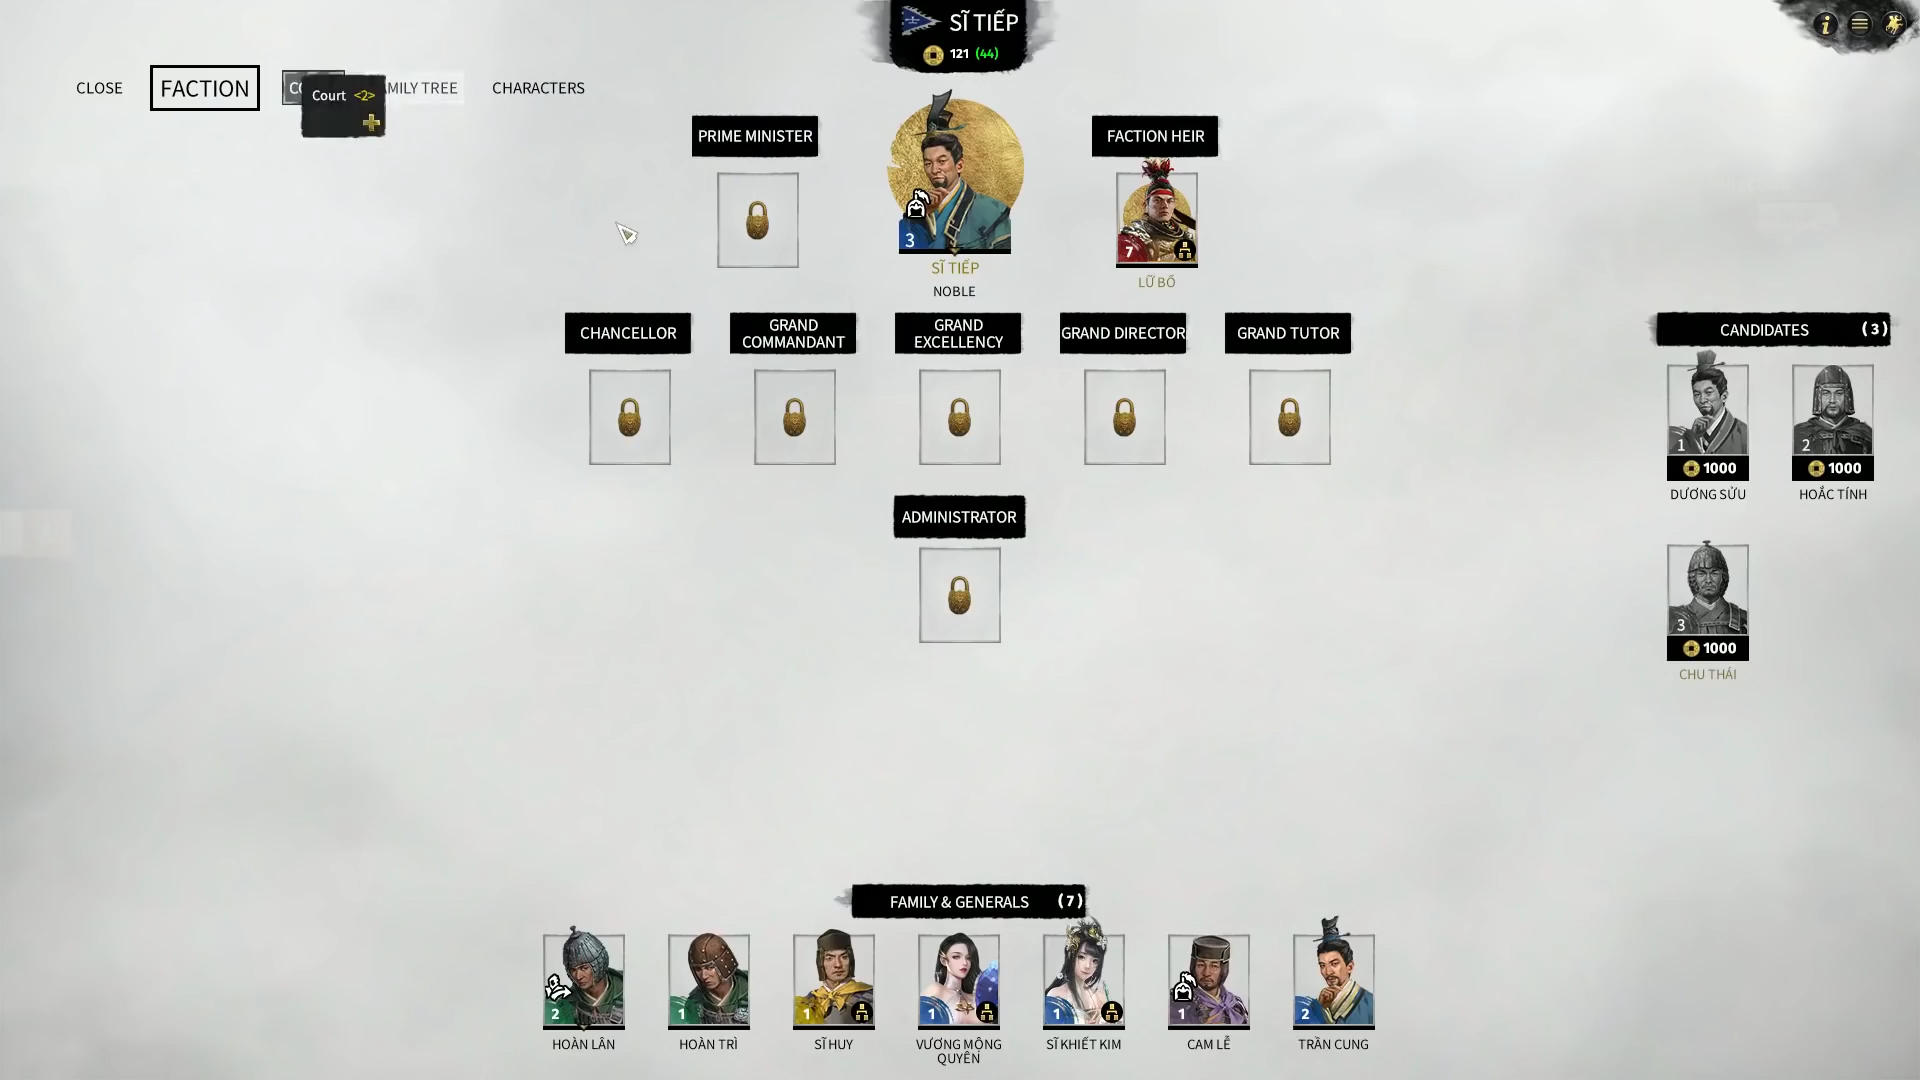 SĨ TIẾP
121 (44)
CLOSE
FACTION
FAMILY TREE
CHARACTERS
Court <2>
PRIME MINISTER
FACTION HEIR
3
7
SĨ TIẾP
NOBLE
LỮ BỐ
CHANCELLOR
GRAND COMMANDANT
GRAND EXCELLENCY
GRAND DIRECTOR
GRAND TUTOR
CANDIDATES (3)
1
2
1000
1000
DƯƠNG SỬU
HOẮC TÍNH
ADMINISTRATOR
3
1000
CHU THÁI
FAMILY & GENERALS (7)
2
1
1
1
1
1
2
HOÀN LÂN
HOÀN TRÌ
SĨ HUY
VƯƠNG MỘNG QUYÊN
SĨ KHIẾT KIM
CAM LỄ
TRẦN CUNG